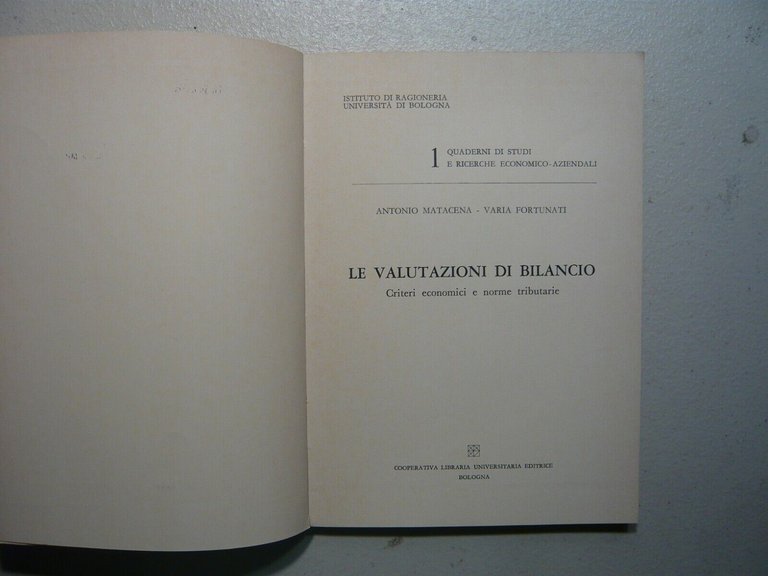 ISTITUTO DI RAGIONERIA
UNIVERSITÀ DI BOLOGNA
1 QUADERNI DI STUDI
E RICERCHE ECONOMICO-AZIENDALI
ANTONIO MATACENA - VARIA FORTUNATI
LE VALUTAZIONI DI BILANCIO
Criteri economici e norme tributarie
COOPERATIVA LIBRARIA UNIVERSITARIA EDITRICE
BOLOGNA